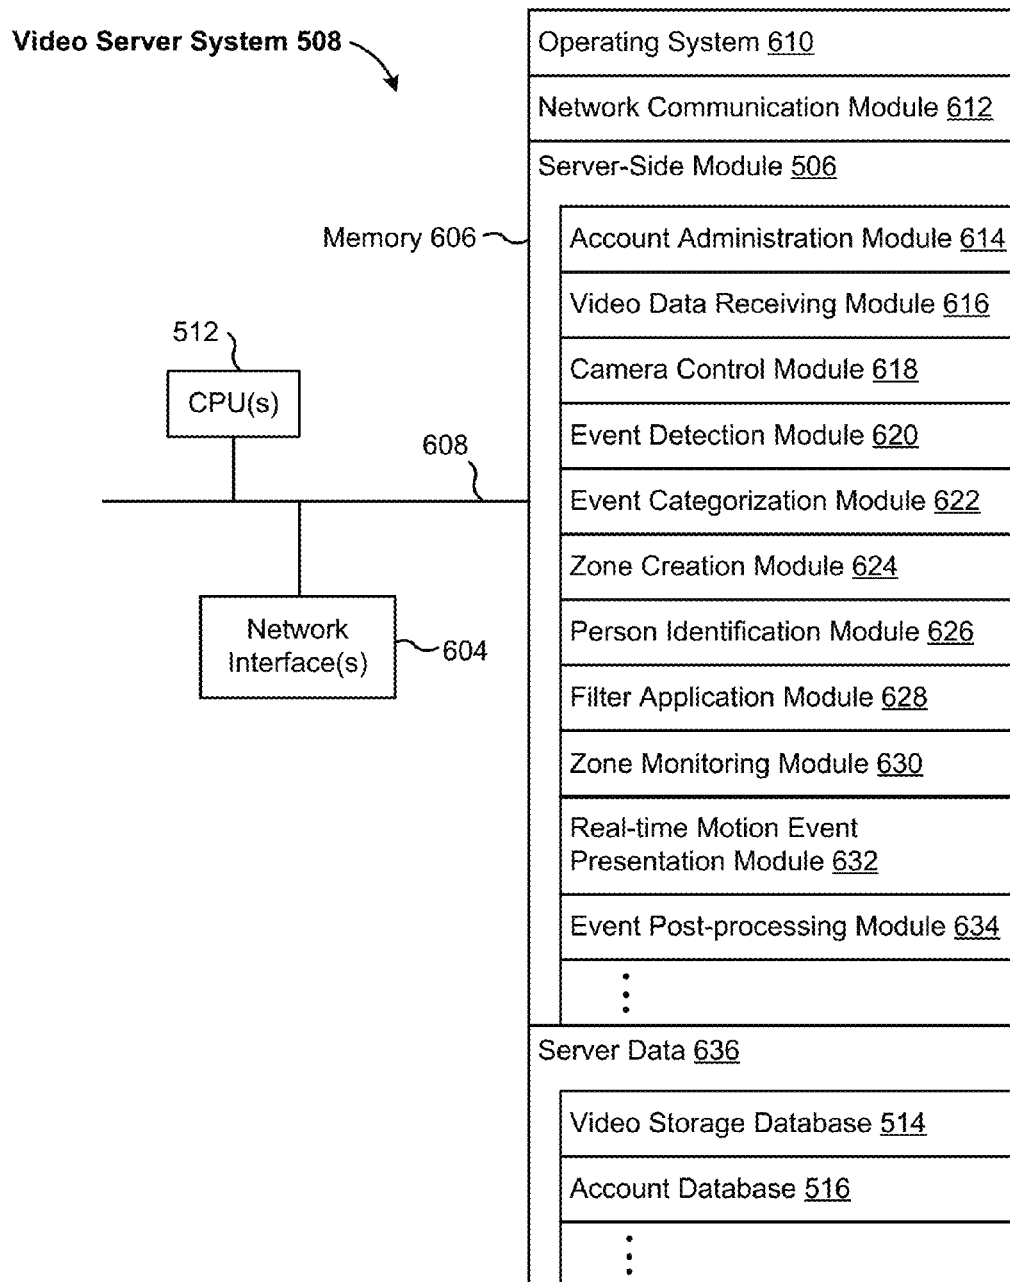 Video Server System 508
Operating System 610
Network Communication Module 612
Server-Side Module 506
Memory 606
Account Administration Module 614
Video Data Receiving Module 616
512
CPU(s)
Camera Control Module 618
Event Detection Module 620
608
Event Categorization Module 622
Zone Creation Module 624
Network
Interface(s)
604
Person Identification Module 626
Filter Application Module 628
Zone Monitoring Module 630
Real-time Motion Event
Presentation Module 632
Event Post-processing Module 634
Server Data 636
Video Storage Database 514
Account Database 516